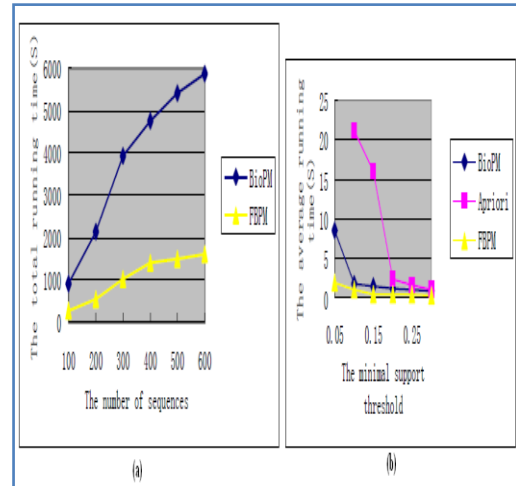 The total running time(S)
6000
5000
4000
3000
2000
1000
0
100 200 300 400 500 600
The number of sequences
BioPM
FBPM
(a)
The average running
time(S)
25
20
15
10
5
0
0.05 0.15 0.25
The minimal support
threshold
BioPM
Apriori
FBPM
(b)